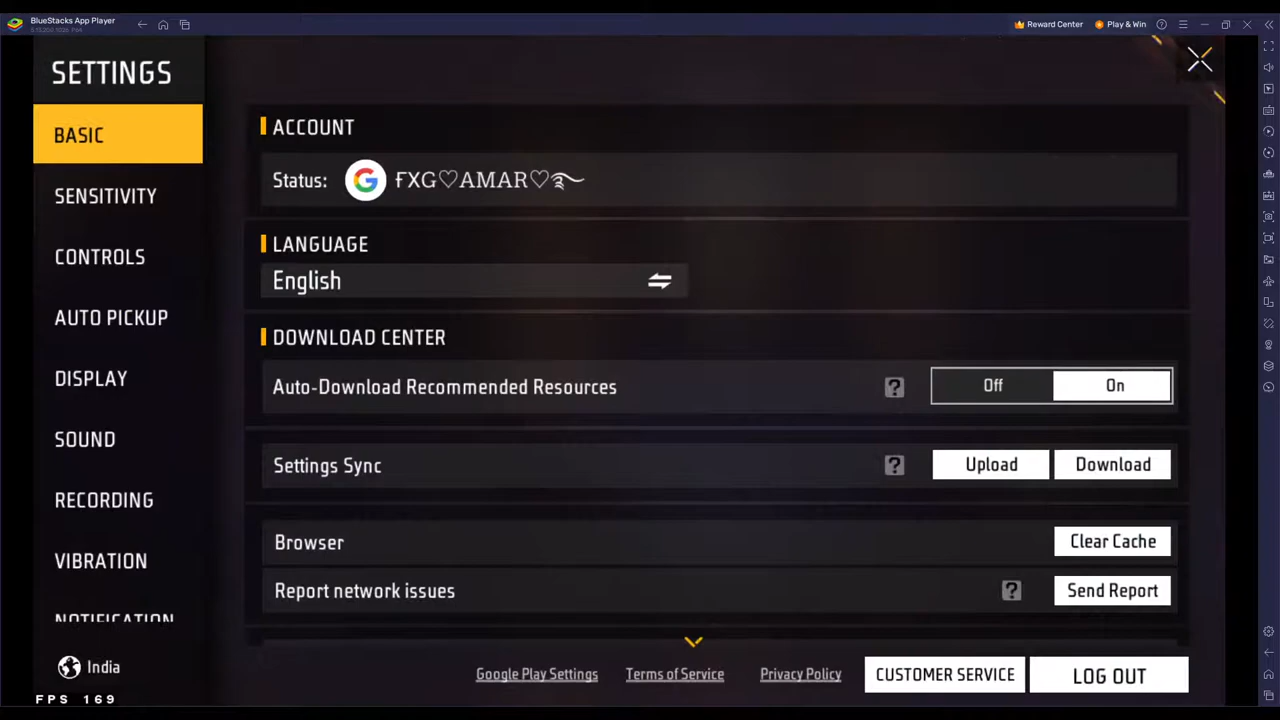 BlueStacks App Player
Reward Center
Play & Win
SETTINGS
BASIC
SENSITIVITY
CONTROLS
AUTO PICKUP
DISPLAY
SOUND
RECORDING
VIBRATION
NOTIFICATION
India
FPS 169
ACCOUNT
Status: ꞘXG♡AMAR♡࿐
LANGUAGE
English
DOWNLOAD CENTER
Auto-Download Recommended Resources ? Off On
Settings Sync ? Upload Download
Browser Clear Cache
Report network issues ? Send Report
Google Play Settings Terms of Service Privacy Policy CUSTOMER SERVICE LOG OUT